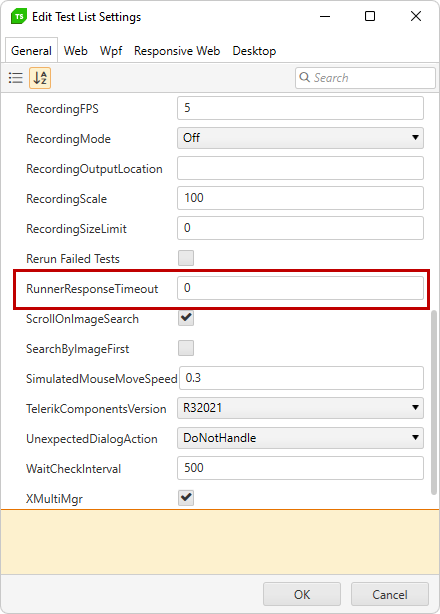 TS Edit Test List Settings
General Web Wpf Responsive Web Desktop
A Z Search
RecordingFPS 5
RecordingMode Off
RecordingOutputLocation
RecordingScale 100
RecordingSizeLimit 0
Rerun Failed Tests
RunnerResponseTimeout 0
ScrollOnImageSearch
SearchByImageFirst
SimulatedMouseMoveSpeed 0.3
TelerikComponentsVersion R32021
UnexpectedDialogAction DoNotHandle
WaitCheckInterval 500
XMultiMgr
OK Cancel